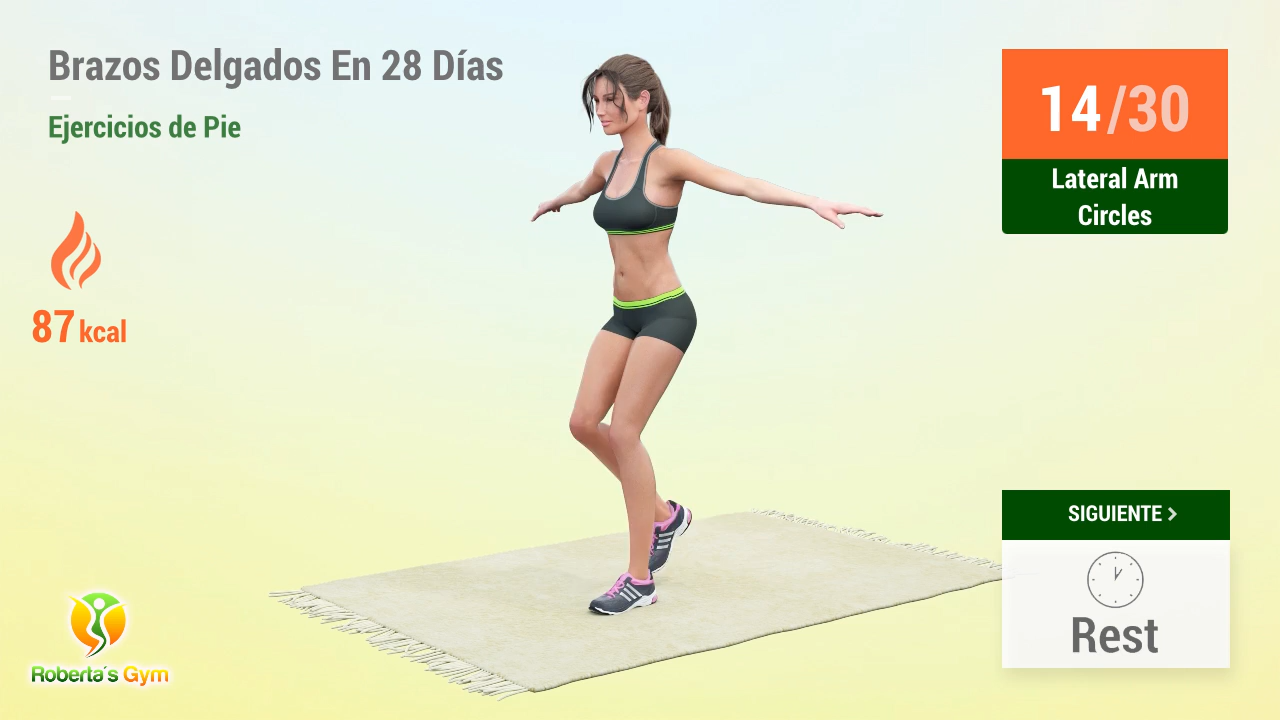 Brazos Delgados En 28 Días
Ejercicios de Pie
14/30
Lateral Arm
Circles
87 kcal
SIGUIENTE >
Rest
Roberta´s Gym